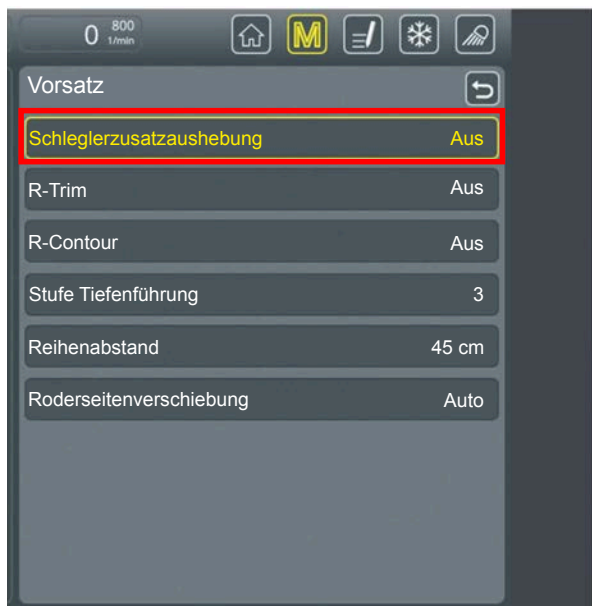 0 800
1/min
M
Vorsatz
Schleglerzusatzaushebung Aus
R-Trim Aus
R-Contour Aus
Stufe Tiefenführung 3
Reihenabstand 45 cm
Roderseitenverschiebung Auto